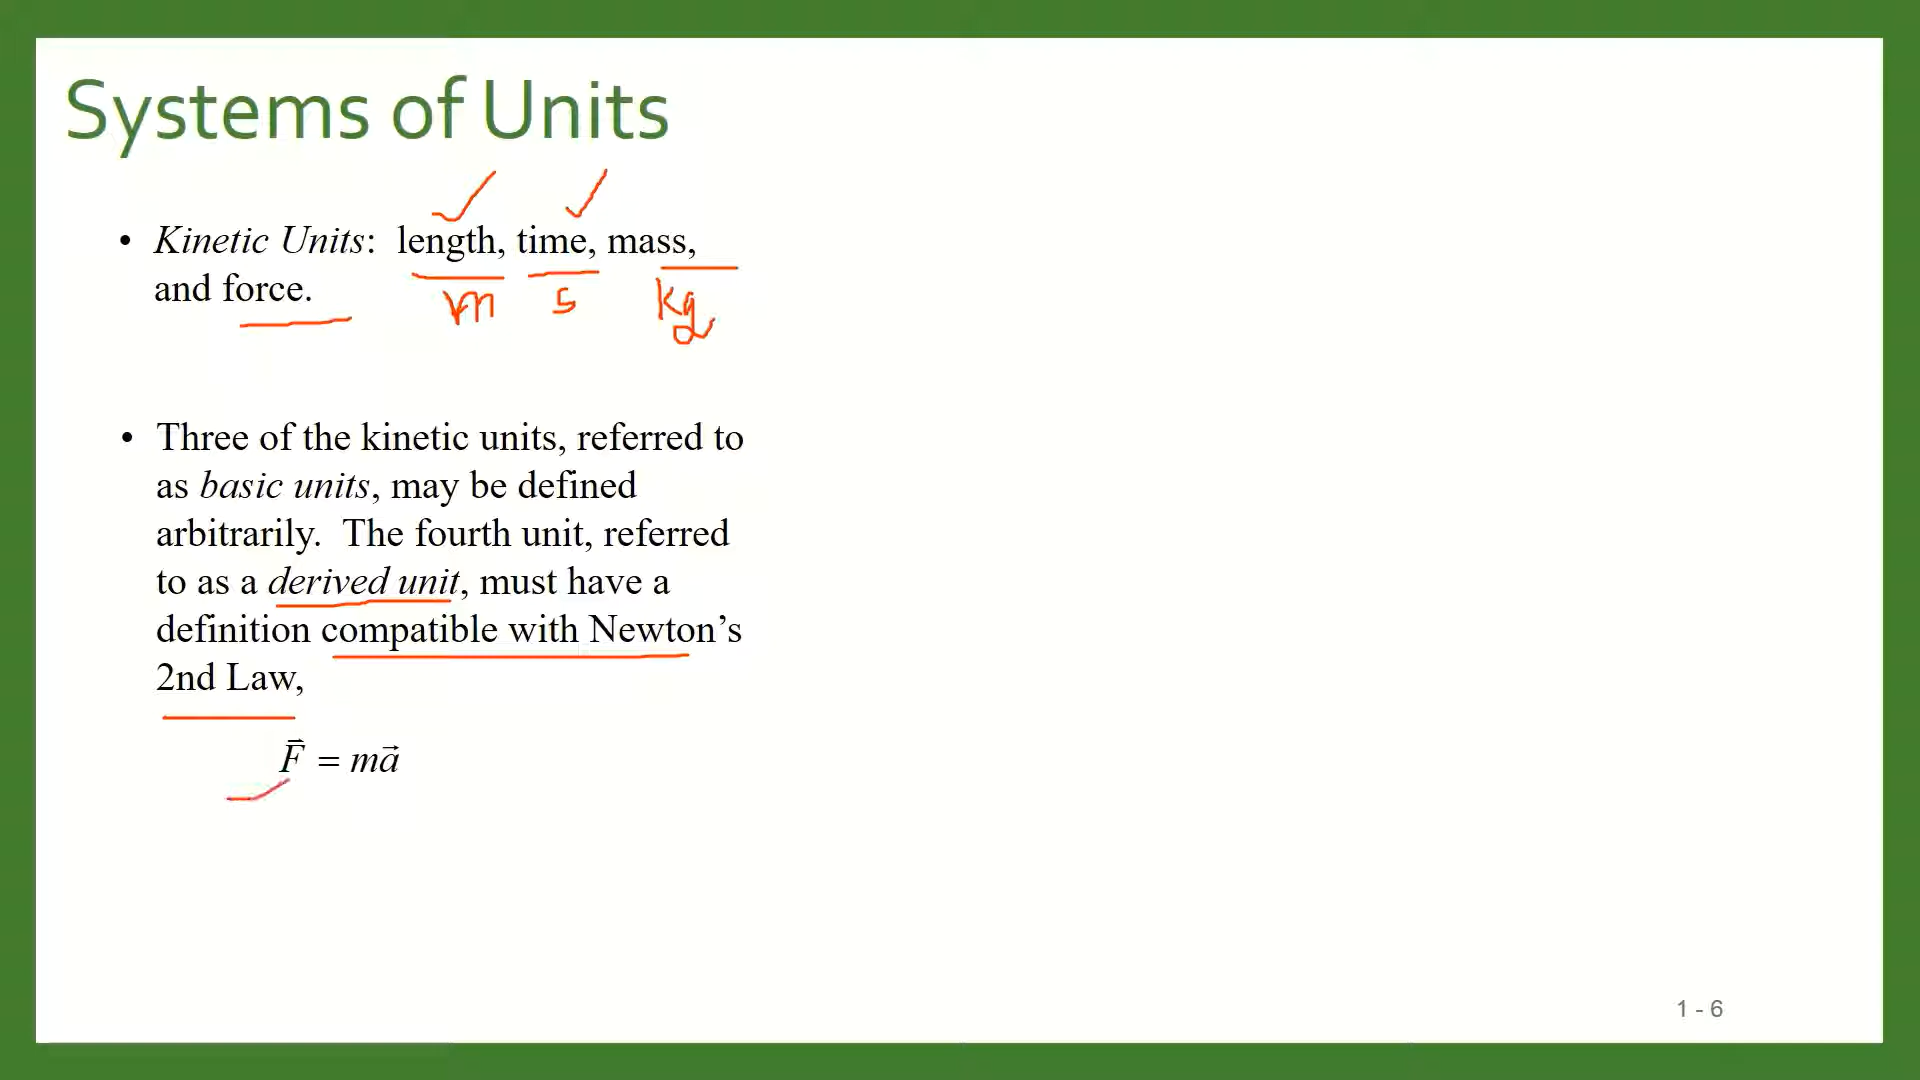 Systems of Units
• Kinetic Units: length, time, mass,
and force.
m s kg
• Three of the kinetic units, referred to
as basic units, may be defined
arbitrarily. The fourth unit, referred
to as a derived unit, must have a
definition compatible with Newton’s
2nd Law,
F⃗ = ma⃗
1 - 6